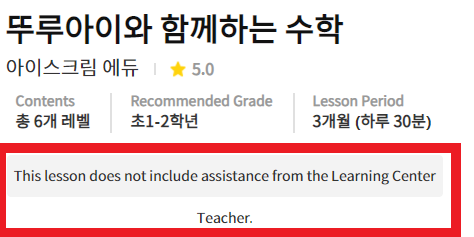 뚜루아이와 함께하는 수학
아이스크림 에듀 5.0
Contents Recommended Grade Lesson Period
총 6개 레벨 초1-2학년 3개월 (하루 30분)
This lesson does not include assistance from the Learning Center
Teacher.